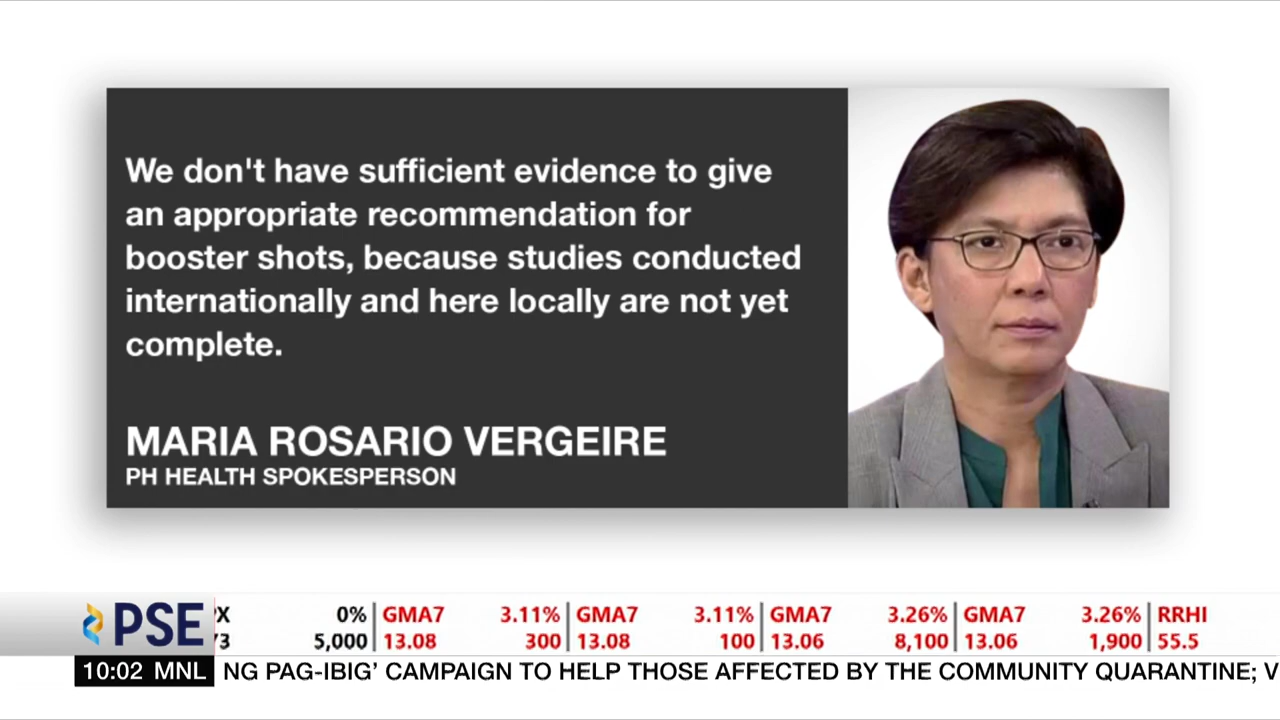 We don't have sufficient evidence to give
an appropriate recommendation for
booster shots, because studies conducted
internationally and here locally are not yet
complete.
MARIA ROSARIO VERGEIRE
PH HEALTH SPOKESPERSON
PSE
X 0% GMA7 3.11% GMA7 3.11% GMA7 3.26% GMA7 3.26% RRHI
/3 5,000 13.08 300 13.08 100 13.06 8,100 13.06 1,900 55.5
10:02 MNL NG PAG-IBIG' CAMPAIGN TO HELP THOSE AFFECTED BY THE COMMUNITY QUARANTINE; V